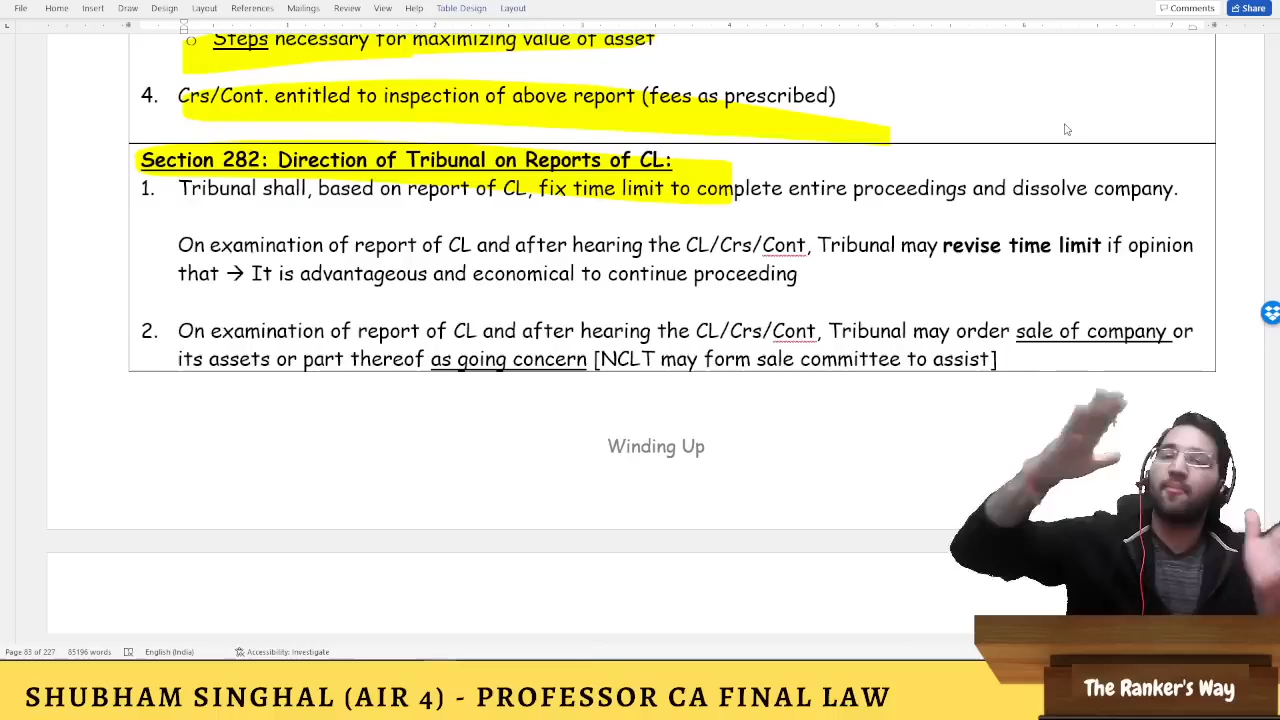 File Home Insert Draw Design Layout References Mailings Review View Help Table Design Layout Comments Share
○ Steps necessary for maximizing value of asset
4. Crs/Cont. entitled to inspection of above report (fees as prescribed)
Section 282: Direction of Tribunal on Reports of CL:
1. Tribunal shall, based on report of CL, fix time limit to complete entire proceedings and dissolve company.
On examination of report of CL and after hearing the CL/Crs/Cont, Tribunal may revise time limit if opinion
that → It is advantageous and economical to continue proceeding
2. On examination of report of CL and after hearing the CL/Crs/Cont, Tribunal may order sale of company or
its assets or part thereof as going concern [NCLT may form sale committee to assist]
Winding Up
Page 83 of 227 85196 words English (India) Accessibility: Investigate
The Ranker's Way
SHUBHAM SINGHAL (AIR 4) - PROFESSOR CA FINAL LAW